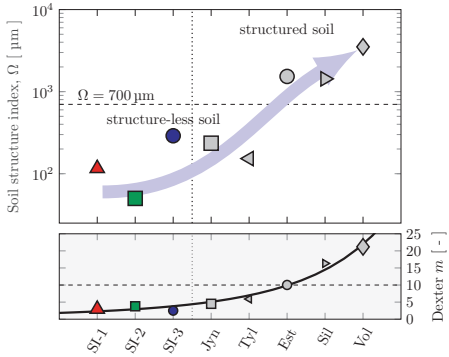 Soil structure index, Ω [ µm ]
10⁴
10³
10²
structured soil
Ω = 700 µm
structure-less soil
25
20
15
10
5
0
Dexter m [ - ]
SI-1
SI-2
SI-3
Jyn
Tyl
Est
Sil
Vol